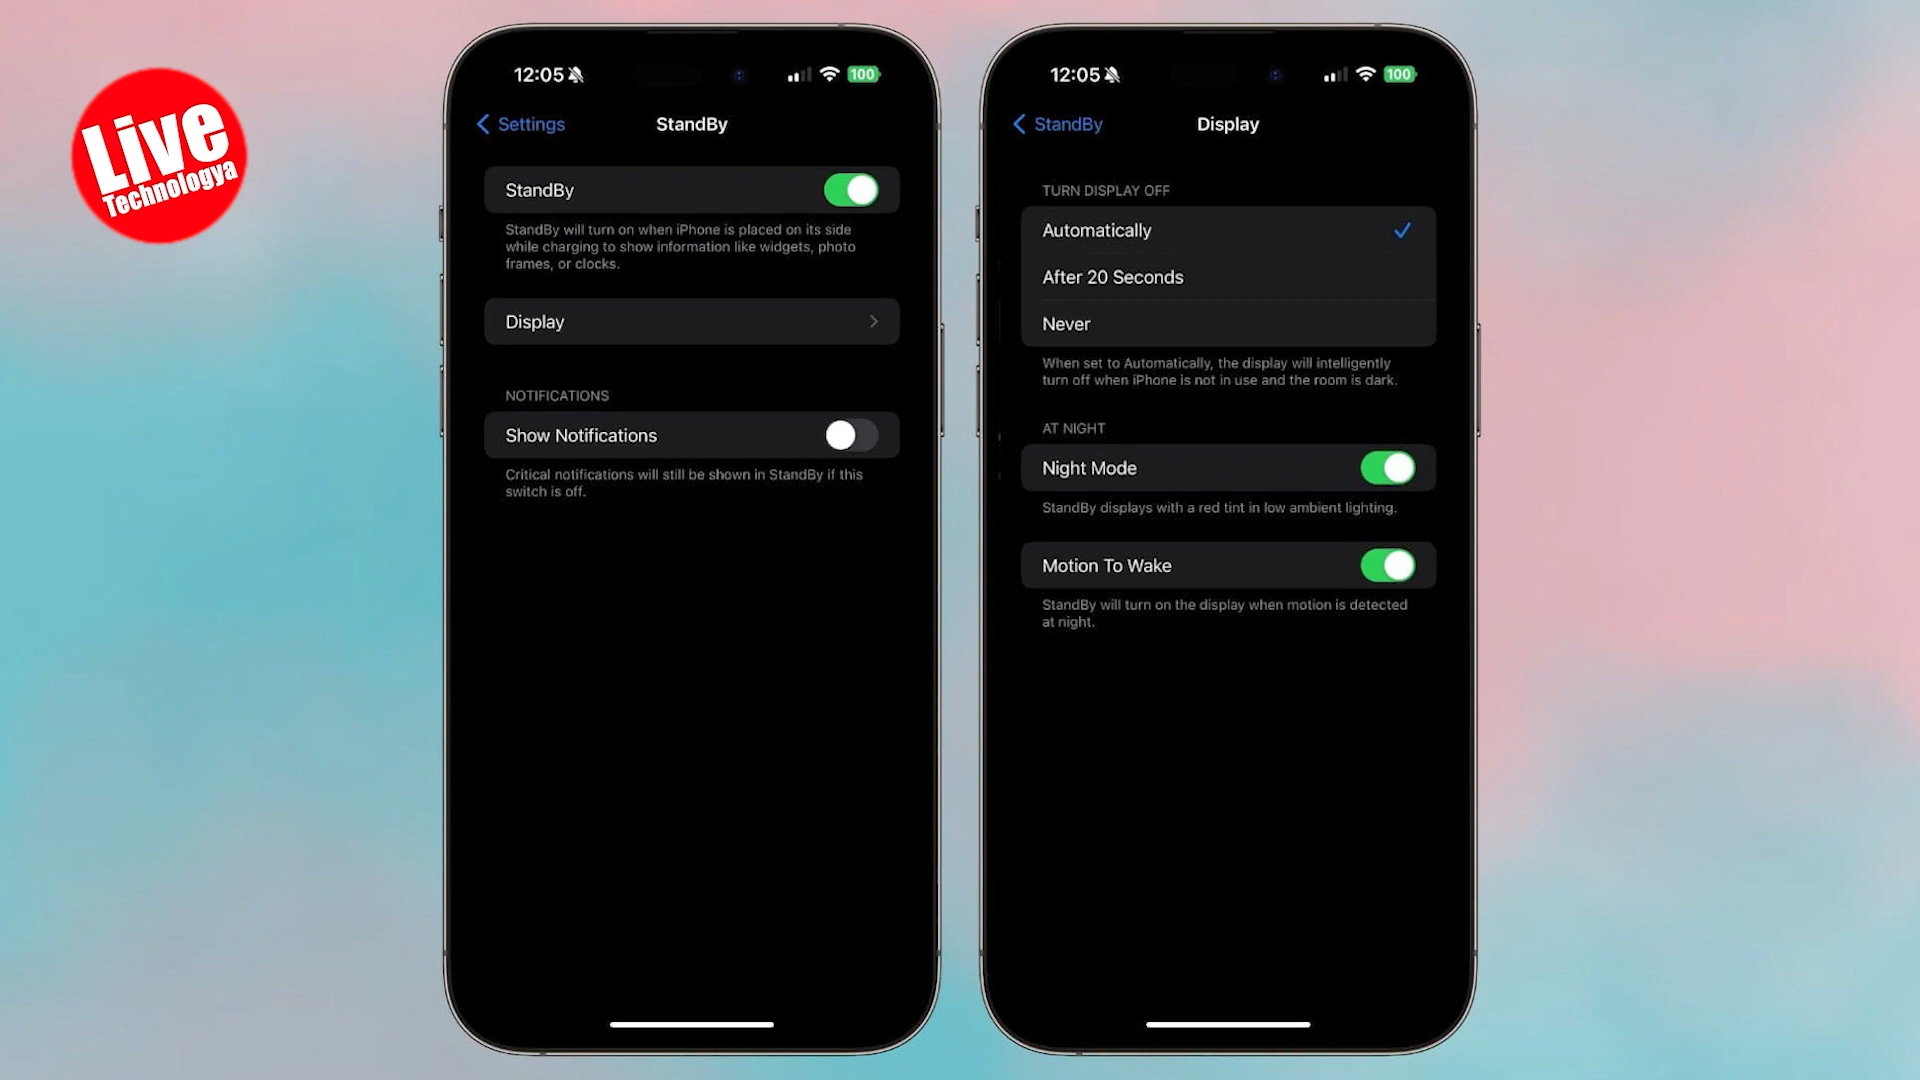 Live
Technologya
12:05
100
Settings
StandBy
StandBy
StandBy will turn on when iPhone is placed on its side
while charging to show information like widgets, photo
frames, or clocks.
Display
NOTIFICATIONS
Show Notifications
Critical notifications will still be shown in StandBy if this
switch is off.
12:05
100
StandBy
Display
TURN DISPLAY OFF
Automatically
After 20 Seconds
Never
When set to Automatically, the display will intelligently
turn off when iPhone is not in use and the room is dark.
AT NIGHT
Night Mode
StandBy displays with a red tint in low ambient lighting.
Motion To Wake
StandBy will turn on the display when motion is detected
at night.